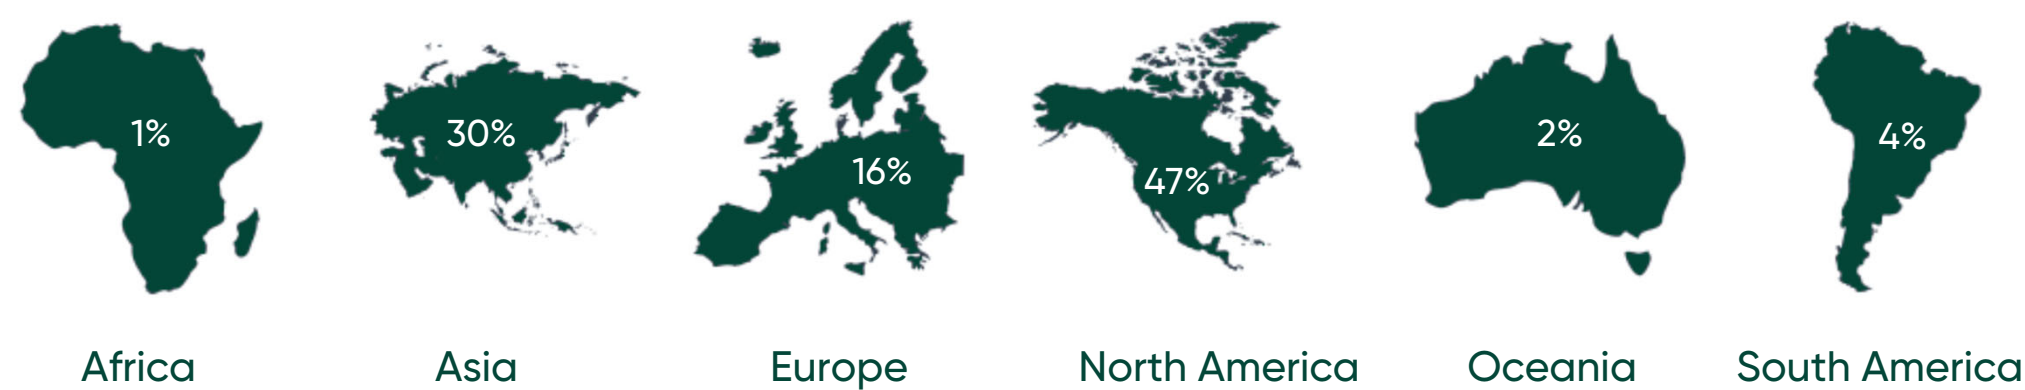 1%
30%
16%
47%
2%
4%
Africa
Asia
Europe
North America
Oceania
South America